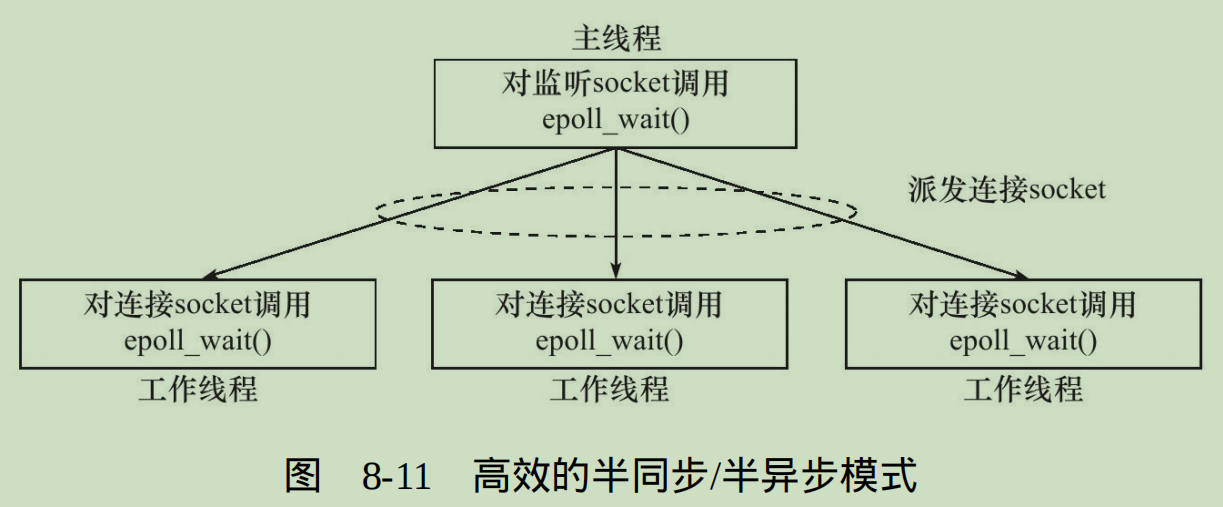 主线程
对监听socket调用
epoll_wait()
派发连接socket
对连接socket调用
epoll_wait()
工作线程
对连接socket调用
epoll_wait()
工作线程
对连接socket调用
epoll_wait()
工作线程
图 8-11 高效的半同步/半异步模式